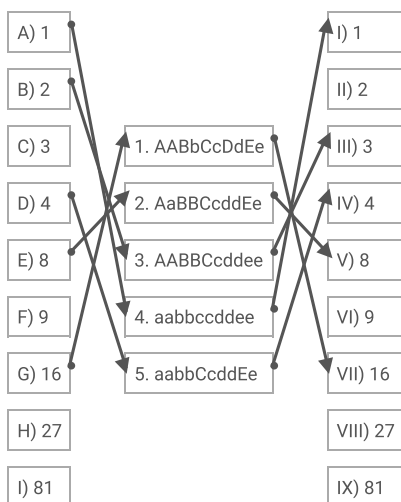 A) 1
B) 2
C) 3
D) 4
E) 8
F) 9
G) 16
H) 27
I) 81
1. AABbCcDdEe
2. AaBBCcddEe
3. AABBCcddee
4. aabbccddee
5. aabbCcddEe
I) 1
II) 2
III) 3
IV) 4
V) 8
VI) 9
VII) 16
VIII) 27
IX) 81